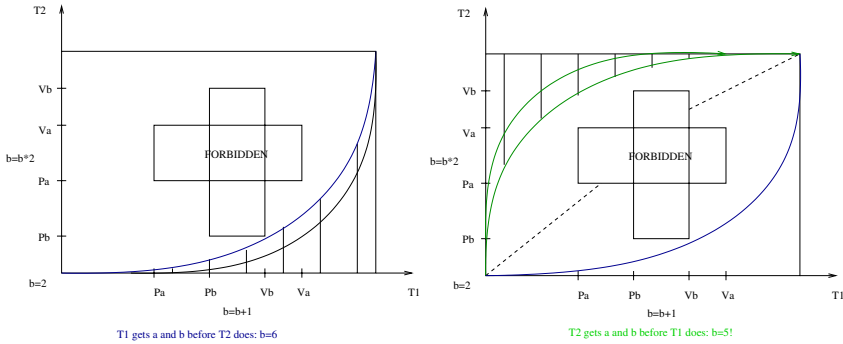 T2
Vb
Va
b=b*2
Pa
Pb
b=2
FORBIDDEN
Pa
Pb
Vb
Va
T1
b=b+1
T1 gets a and b before T2 does: b=6
T2
Vb
Va
b=b*2
Pa
Pb
b=2
FORBIDDEN
Pa
Pb
Vb
Va
T1
b=b+1
T2 gets a and b before T1 does: b=5!